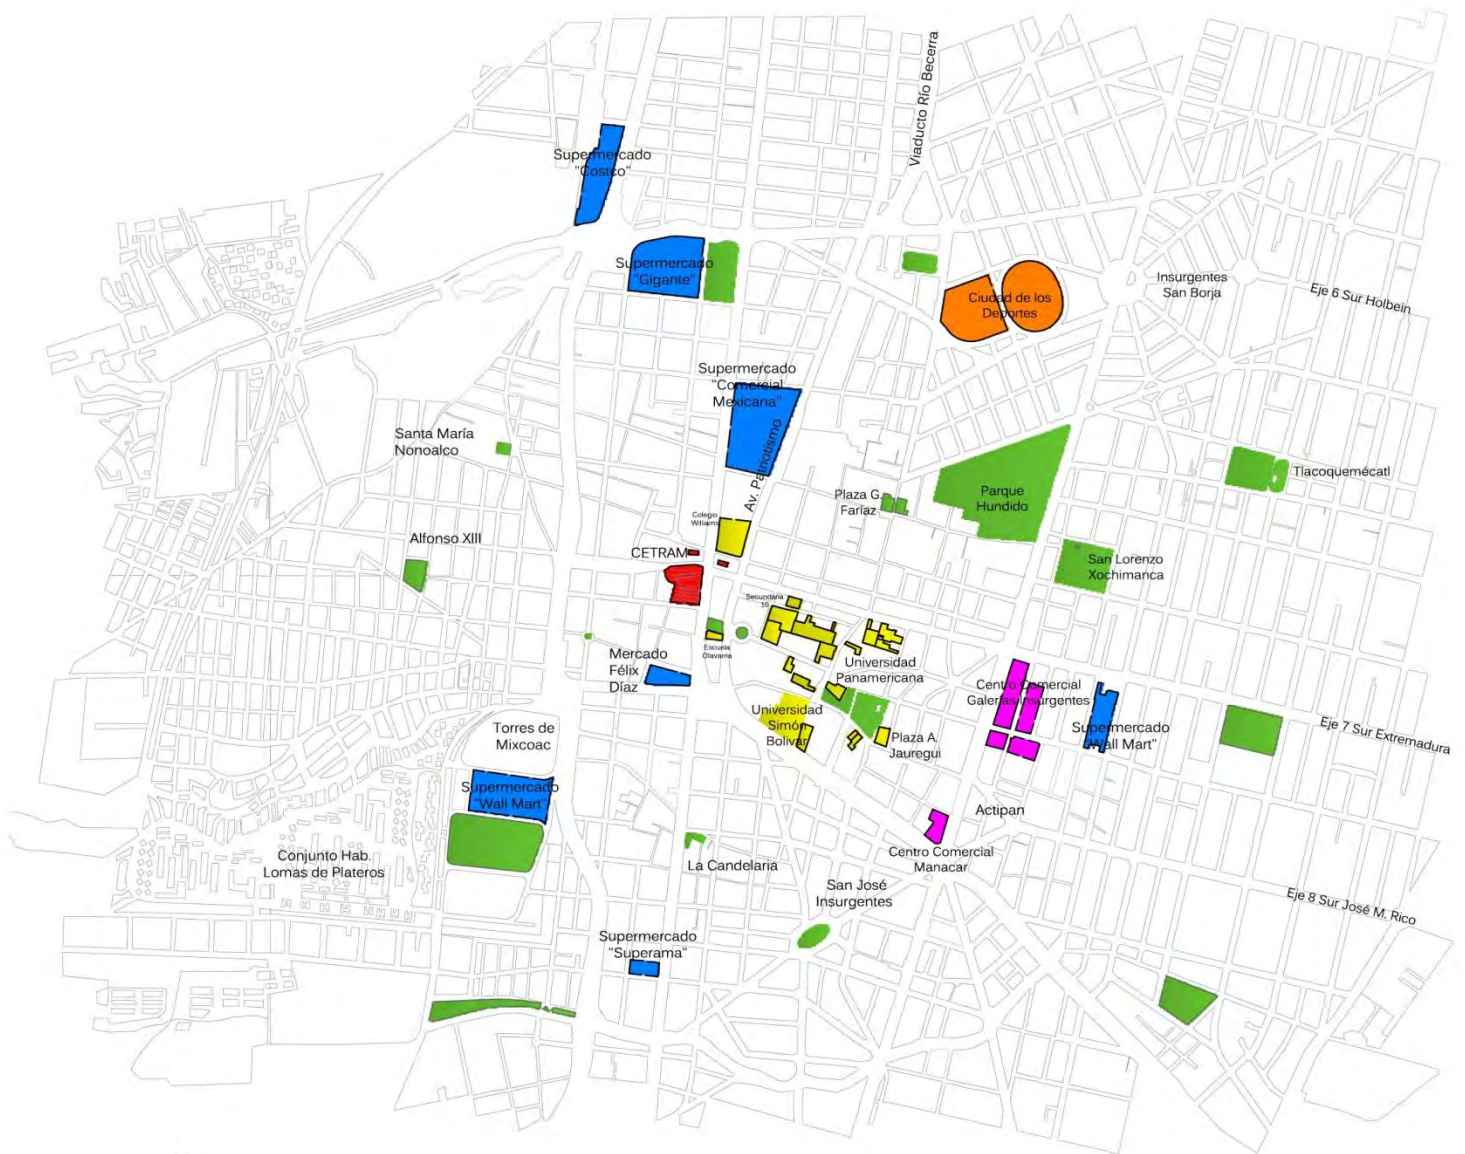 Viaducto Río Becerra
Supermercado
"Costco"
Supermercado
"Gigante"
Insurgentes
San Borja
Eje 6 Sur Holbein
Ciudad de los
Deportes
Supermercado
"Comercial
Mexicana"
Av. Patriotismo
Santa María
Nonoalco
Tlacoquemécatl
Plaza G.
Faríaz
Parque
Hundido
Colegio
Williams
Alfonso XIII
CETRAM
San Lorenzo
Xochimanca
Secundaria
10
Escuela
Olavarria
Mercado
Félix
Díaz
Universidad
Panamericana
Centro Comercial
Galerías Insurgentes
Universidad
Simón
Bolivar
Torres de
Mixcoac
Plaza A.
Jauregui
Supermercado
"Wall Mart"
Eje 7 Sur Extremadura
Supermercado
"Wall Mart"
Actipan
Conjunto Hab.
Lomas de Plateros
La Candelaria
Centro Comercial
Manacar
San José
Insurgentes
Eje 8 Sur José M. Rico
Supermercado
"Superama"